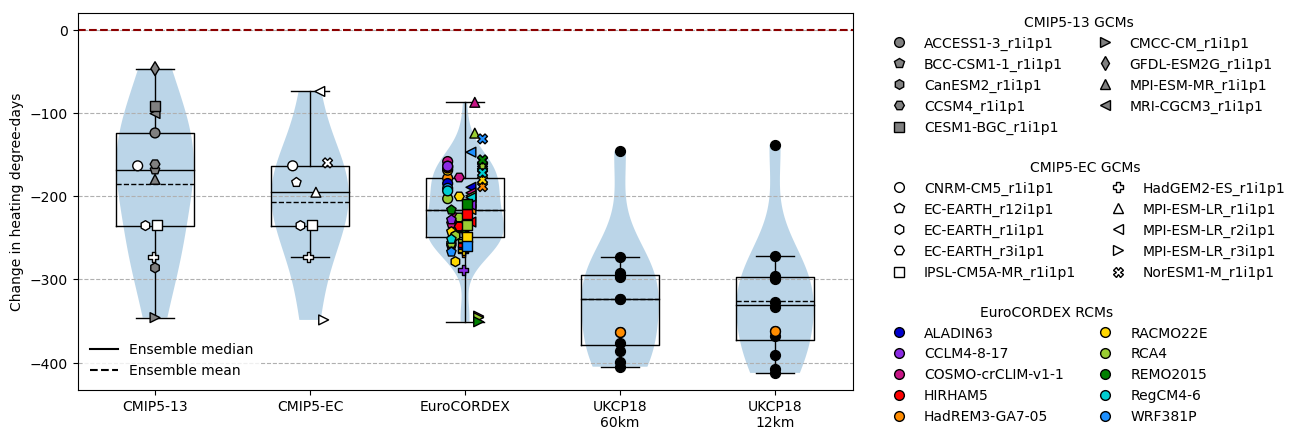 Change in heating degree-days
0
−100
−200
−300
−400
Ensemble median
Ensemble mean
CMIP5-13
CMIP5-EC
EuroCORDEX
UKCP18
60km
UKCP18
12km
CMIP5-13 GCMs
ACCESS1-3_r1i1p1
BCC-CSM1-1_r1i1p1
CanESM2_r1i1p1
CCSM4_r1i1p1
CESM1-BGC_r1i1p1
CMCC-CM_r1i1p1
GFDL-ESM2G_r1i1p1
MPI-ESM-MR_r1i1p1
MRI-CGCM3_r1i1p1
CMIP5-EC GCMs
CNRM-CM5_r1i1p1
EC-EARTH_r12i1p1
EC-EARTH_r1i1p1
EC-EARTH_r3i1p1
IPSL-CM5A-MR_r1i1p1
HadGEM2-ES_r1i1p1
MPI-ESM-LR_r1i1p1
MPI-ESM-LR_r2i1p1
MPI-ESM-LR_r3i1p1
NorESM1-M_r1i1p1
EuroCORDEX RCMs
ALADIN63
CCLM4-8-17
COSMO-crCLIM-v1-1
HIRHAM5
HadREM3-GA7-05
RACMO22E
RCA4
REMO2015
RegCM4-6
WRF381P